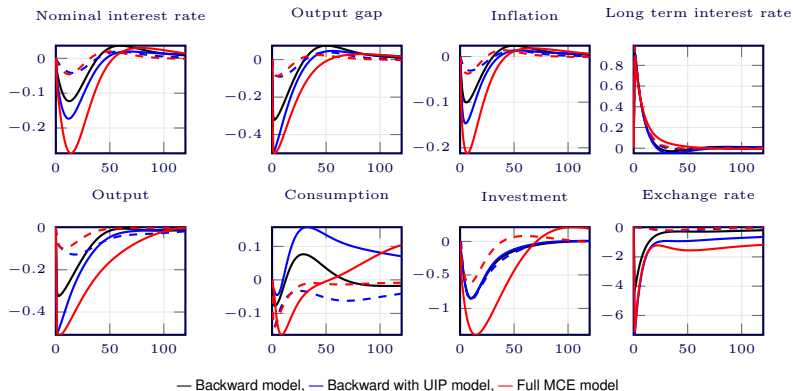 Nominal interest rate
Output gap
Inflation
Long term interest rate
0
−0.1
−0.2
0 50 100
0
−0.2
−0.4
0 50 100
0
−0.1
−0.2
0 50 100
0.8
0.6
0.4
0.2
0
0 50 100
Output
Consumption
Investment
Exchange rate
0
−0.2
−0.4
0 50 100
0.1
0
−0.1
0 50 100
0
−0.5
−1
0 50 100
0
−2
−4
−6
0 50 100
Backward model, Backward with UIP model, Full MCE model